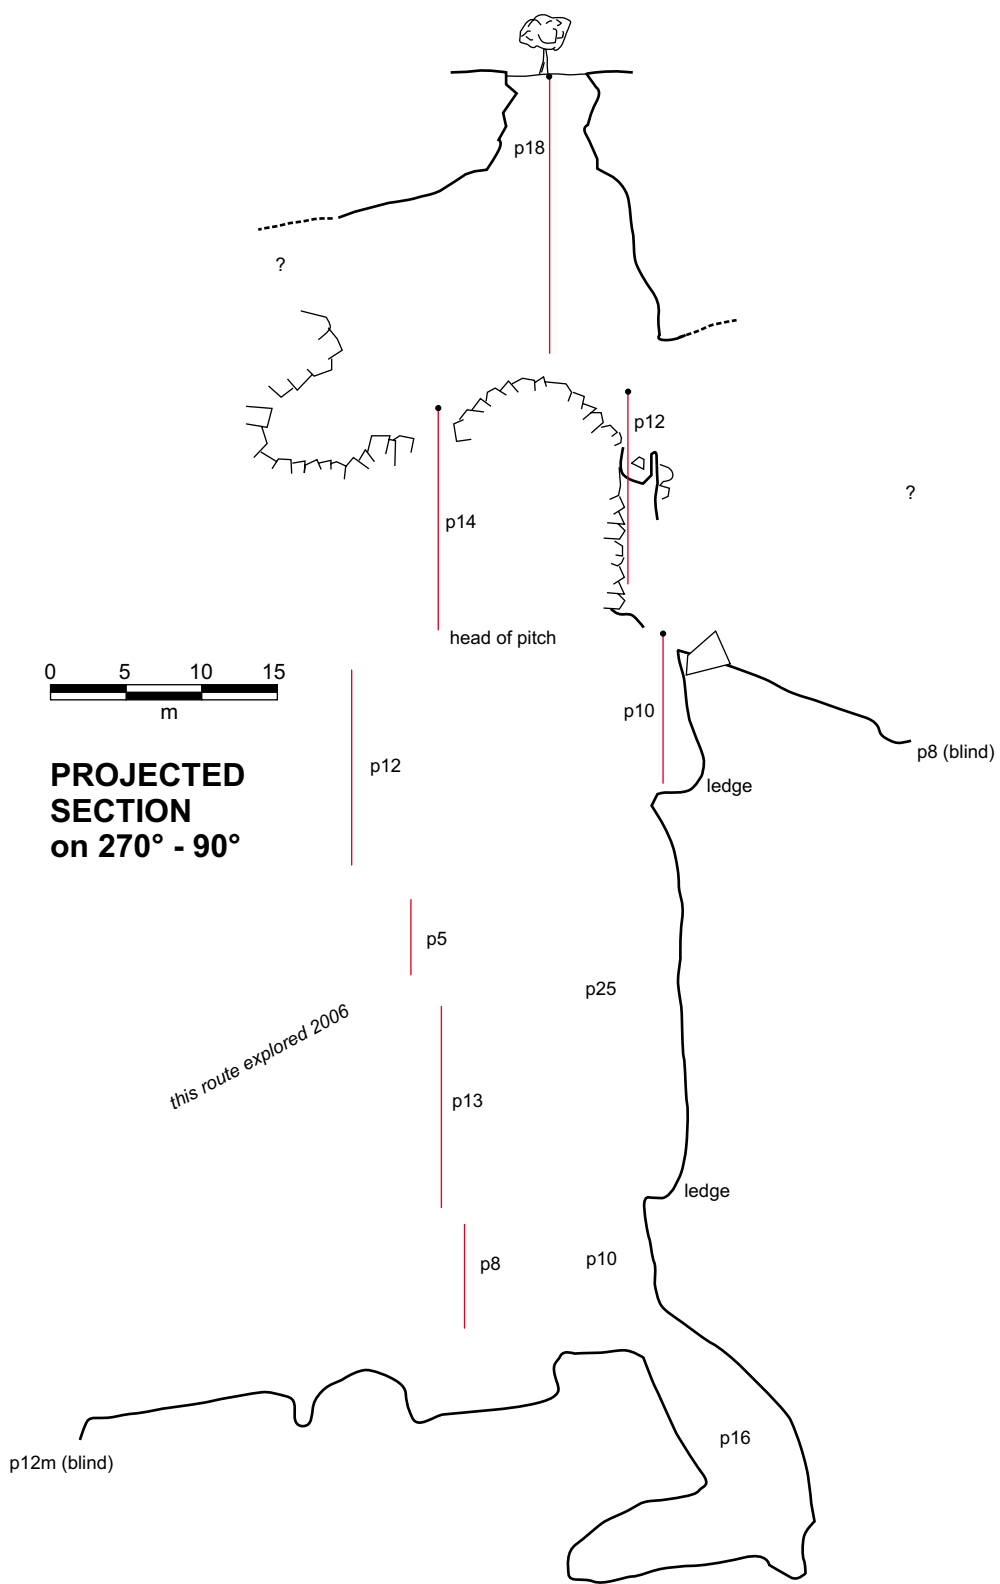 p18
?
p12
?
p14
head of pitch
0 5 10 15
m
p10
p8 (blind)
p12
ledge
PROJECTED
SECTION
on 270° - 90°
p5
p25
this route explored 2006
p13
ledge
p8
p10
p16
p12m (blind)